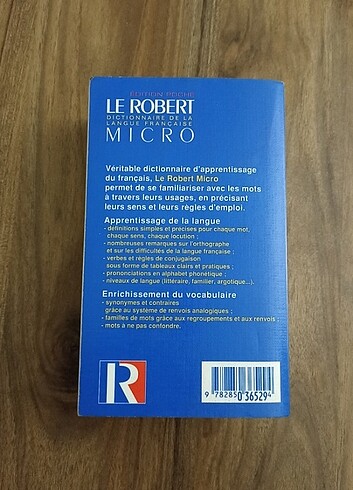 ÉDITION POCHE
LE ROBERT
DICTIONNAIRE DE LA
LANGUE FRANÇAISE
MICRO
Véritable dictionnaire d'apprentissage
du français, Le Robert Micro
permet de se familiariser avec les mots
à travers leurs usages, en précisant
leurs sens et leurs règles d'emploi.
Apprentissage de la langue
- définitions simples et précises pour chaque mot,
chaque sens, chaque locution ;
- nombreuses remarques sur l'orthographe
et sur les difficultés de la langue française ;
- verbes et règles de conjugaison
sous forme de tableaux clairs et pratiques ;
- prononciations en alphabet phonétique ;
- niveaux de langue (littéraire, familier, argotique...).
Enrichissement du vocabulaire
- synonymes et contraires
grâce au système de renvois analogiques ;
- familles de mots grâce aux regroupements et aux renvois ;
- mots à ne pas confondre.
R
9 782850 365294